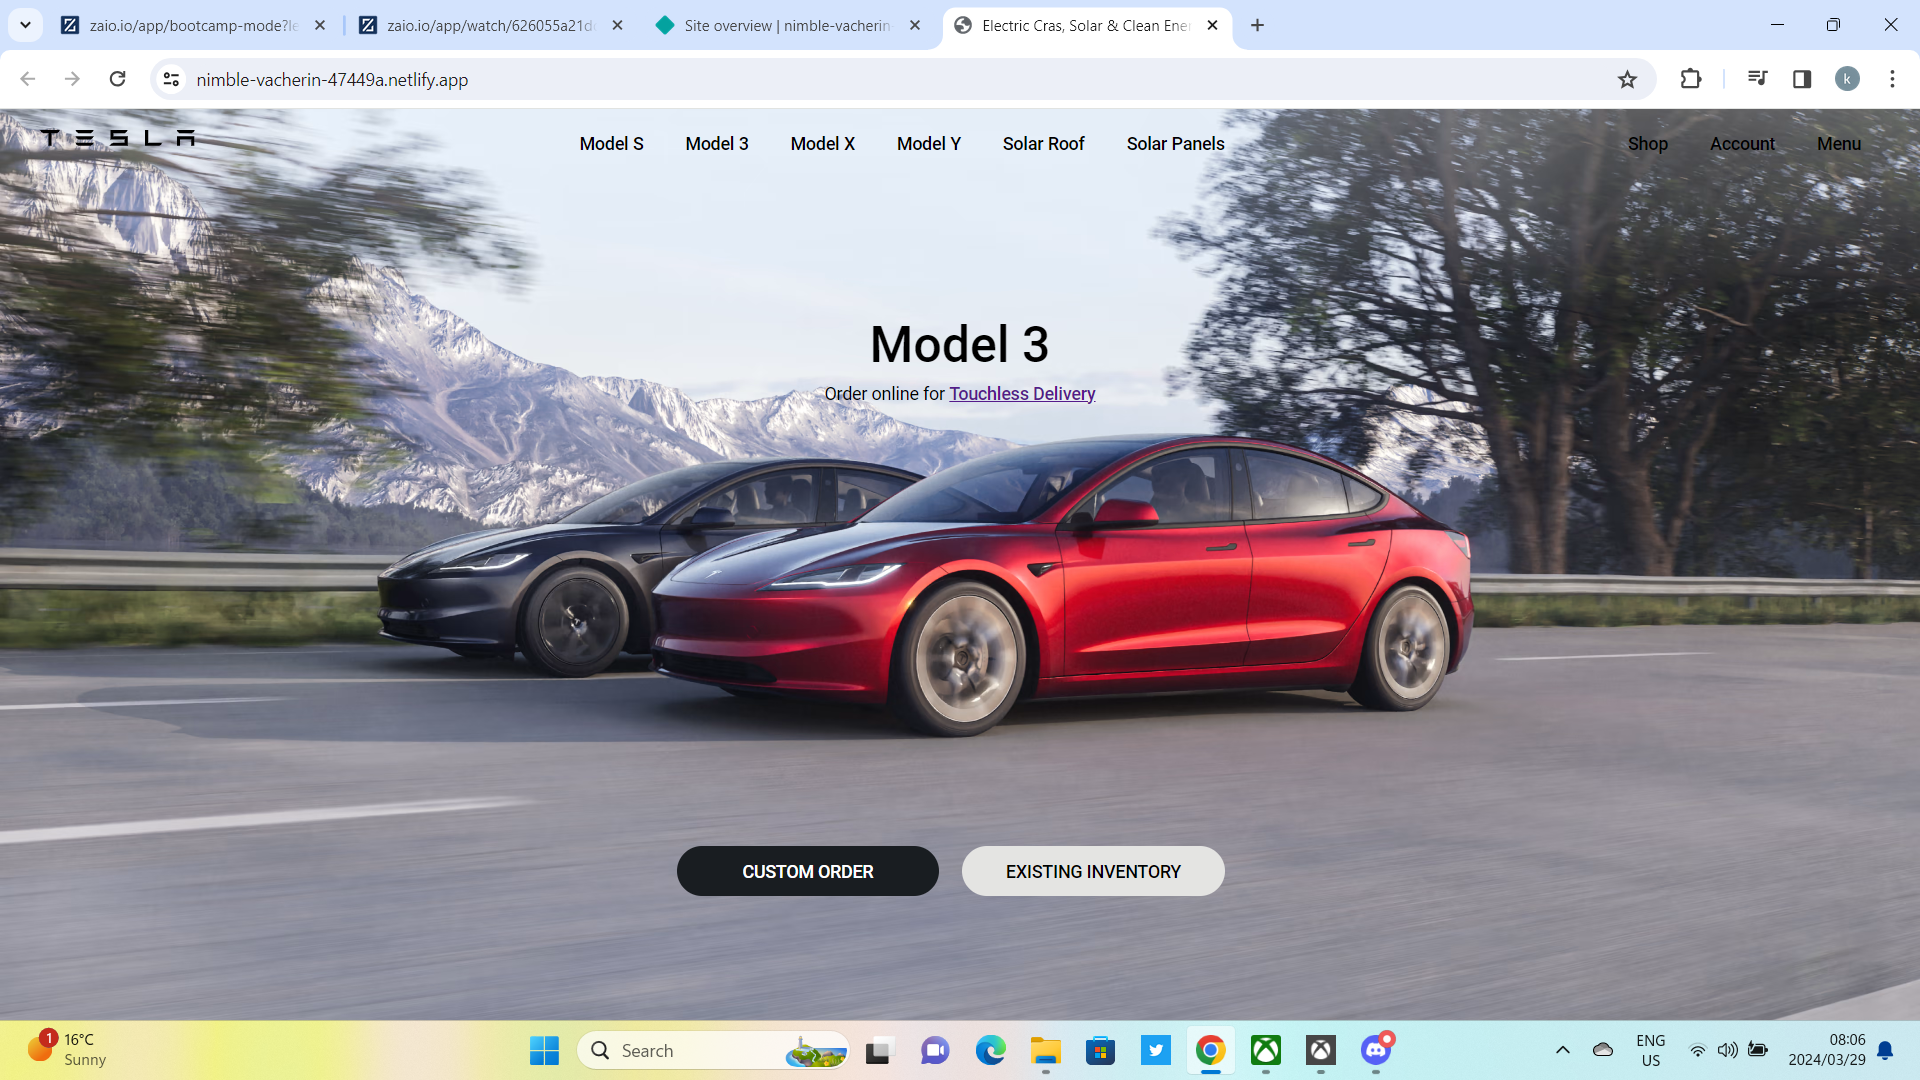 zaio.io/app/bootcamp-mode?le
zaio.io/app/watch/626055a21d
Site overview | nimble-vacherin-
Electric Cras, Solar & Clean Ener
nimble-vacherin-47449a.netlify.app
k
TESLA
Model S
Model 3
Model X
Model Y
Solar Roof
Solar Panels
Shop
Account
Menu
Model 3
Order online for Touchless Delivery
CUSTOM ORDER
EXISTING INVENTORY
1
16°C
Sunny
Search
ENG
US
08:06
2024/03/29